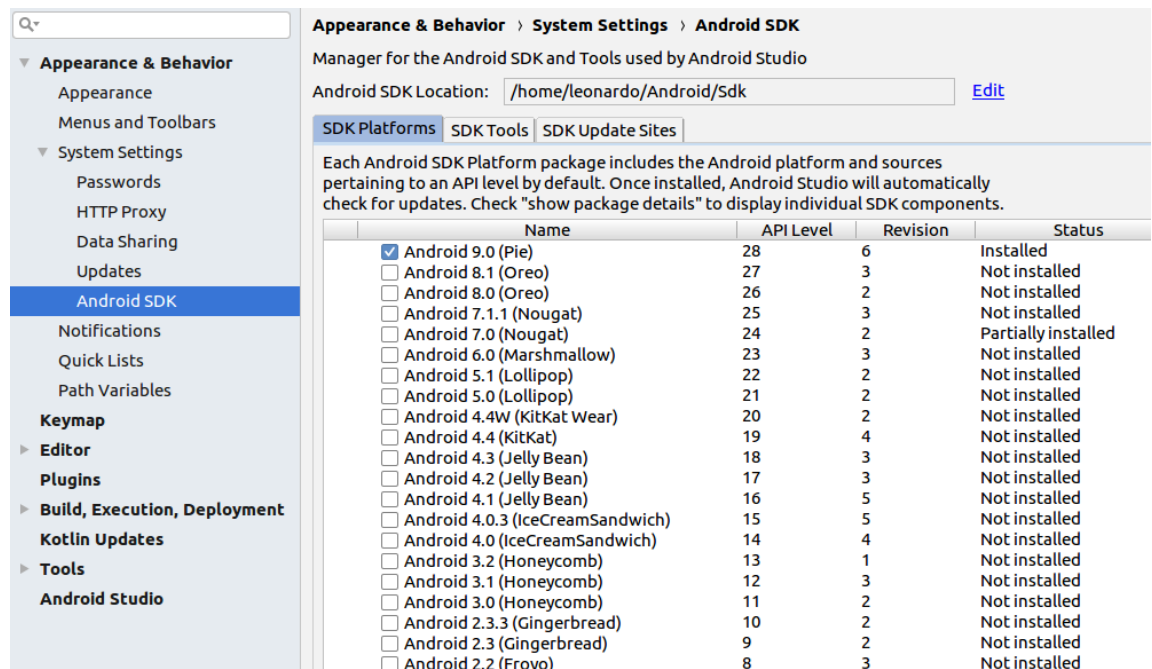 Appearance & Behavior
Appearance
Menus and Toolbars
System Settings
Passwords
HTTP Proxy
Data Sharing
Updates
Android SDK
Notifications
Quick Lists
Path Variables
Keymap
Editor
Plugins
Build, Execution, Deployment
Kotlin Updates
Tools
Android Studio
Appearance & Behavior › System Settings › Android SDK
Manager for the Android SDK and Tools used by Android Studio
Android SDK Location: /home/leonardo/Android/Sdk Edit
SDK Platforms SDK Tools SDK Update Sites
Each Android SDK Platform package includes the Android platform and sources
pertaining to an API level by default. Once installed, Android Studio will automatically
check for updates. Check "show package details" to display individual SDK components.
Name API Level Revision Status
Android 9.0 (Pie) 28 6 Installed
Android 8.1 (Oreo) 27 3 Not installed
Android 8.0 (Oreo) 26 2 Not installed
Android 7.1.1 (Nougat) 25 3 Not installed
Android 7.0 (Nougat) 24 2 Partially installed
Android 6.0 (Marshmallow) 23 3 Not installed
Android 5.1 (Lollipop) 22 2 Not installed
Android 5.0 (Lollipop) 21 2 Not installed
Android 4.4W (KitKat Wear) 20 2 Not installed
Android 4.4 (KitKat) 19 4 Not installed
Android 4.3 (Jelly Bean) 18 3 Not installed
Android 4.2 (Jelly Bean) 17 3 Not installed
Android 4.1 (Jelly Bean) 16 5 Not installed
Android 4.0.3 (IceCreamSandwich) 15 5 Not installed
Android 4.0 (IceCreamSandwich) 14 4 Not installed
Android 3.2 (Honeycomb) 13 1 Not installed
Android 3.1 (Honeycomb) 12 3 Not installed
Android 3.0 (Honeycomb) 11 2 Not installed
Android 2.3.3 (Gingerbread) 10 2 Not installed
Android 2.3 (Gingerbread) 9 2 Not installed
Android 2.2 (Froyo) 8 3 Not installed